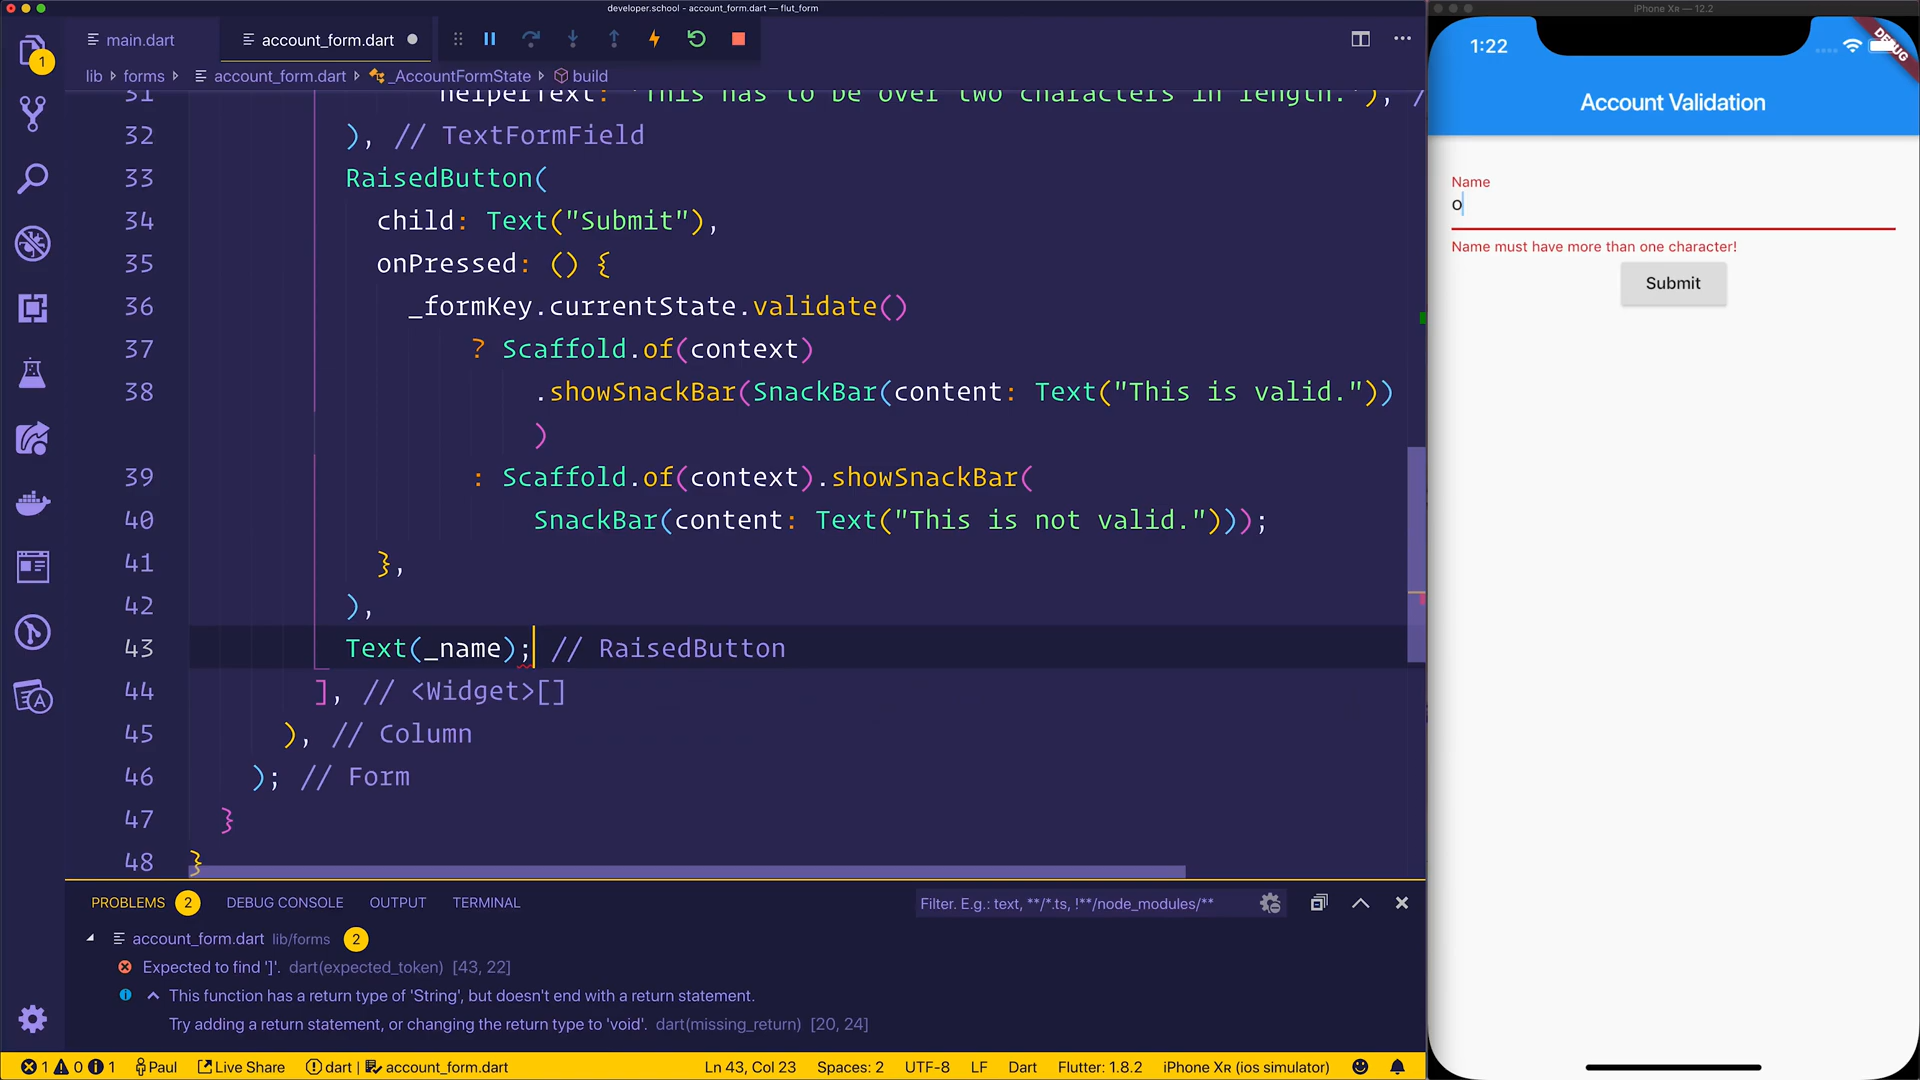 developer.school - account_form.dart — flut_form
iPhone XR — 12.2
main.dart
account_form.dart
1
lib forms account_form.dart _AccountFormState build
31 helperText: 'This has to be over two characters in length.'), /
32 ), // TextFormField
33 RaisedButton(
34 child: Text("Submit"),
35 onPressed: () {
36 _formKey.currentState.validate()
37 ? Scaffold.of(context)
38 .showSnackBar(SnackBar(content: Text("This is valid."))
)
39 : Scaffold.of(context).showSnackBar(
40 SnackBar(content: Text("This is not valid.")));
41 },
42 ),
43 Text(_name); // RaisedButton
44 ], // <Widget>[]
45 ), // Column
46 ); // Form
47 }
48 }
PROBLEMS 2 DEBUG CONSOLE OUTPUT TERMINAL Filter. E.g.: text, **/*.ts, !**/node_modules/**
account_form.dart lib/forms 2
Expected to find ']'. dart(expected_token) [43, 22]
This function has a return type of 'String', but doesn't end with a return statement.
Try adding a return statement, or changing the return type to 'void'. dart(missing_return) [20, 24]
1 0 1 Paul Live Share dart account_form.dart Ln 43, Col 23 Spaces: 2 UTF-8 LF Dart Flutter: 1.8.2 iPhone XR (ios simulator)
1:22
DEBUG
Account Validation
Name
o
Name must have more than one character!
Submit